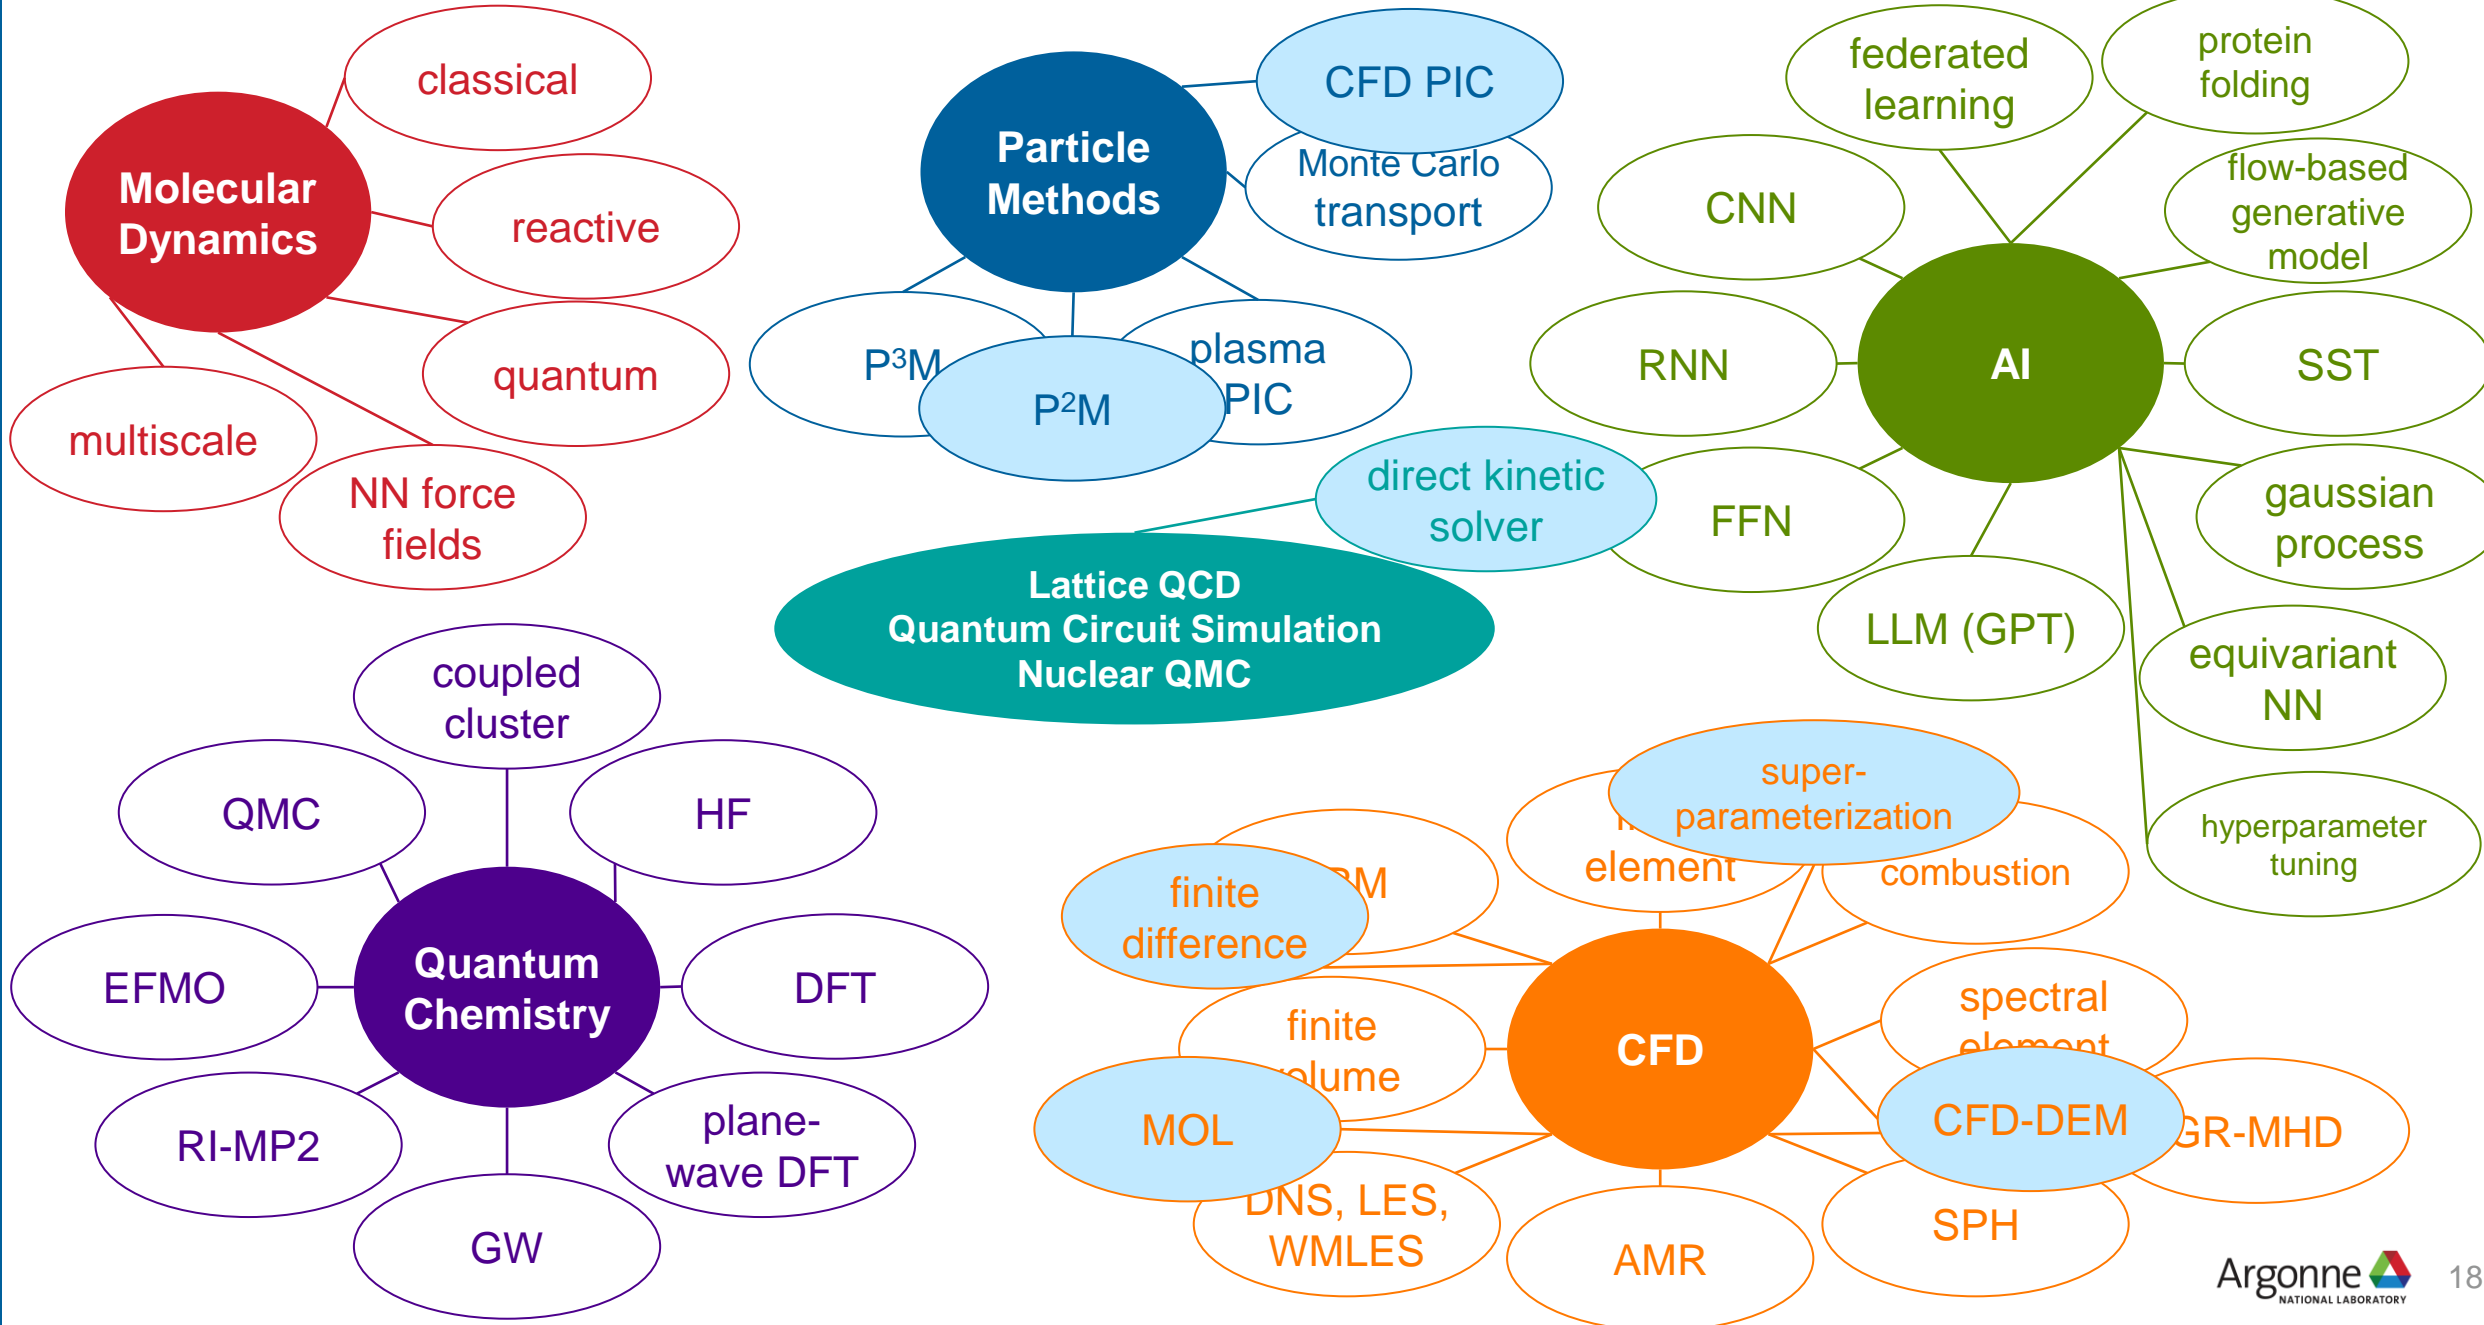 Molecular
Dynamics
classical
reactive
quantum
NN force
fields
multiscale
Particle
Methods
CFD PIC
Monte Carlo
transport
plasma
PIC
P²M
P³M
AI
federated
learning
protein
folding
flow-based
generative
model
SST
gaussian
process
equivariant
NN
hyperparameter
tuning
LLM (GPT)
FFN
RNN
CNN
direct kinetic
solver
Lattice QCD
Quantum Circuit Simulation
Nuclear QMC
Quantum
Chemistry
coupled
cluster
HF
DFT
plane-
wave DFT
GW
RI-MP2
EFMO
QMC
CFD
super-
parameterization
element
combustion
spectral
element
CFD-DEM
GR-MHD
SPH
AMR
DNS, LES,
WMLES
MOL
finite
volume
finite
difference
Argonne
NATIONAL LABORATORY
18